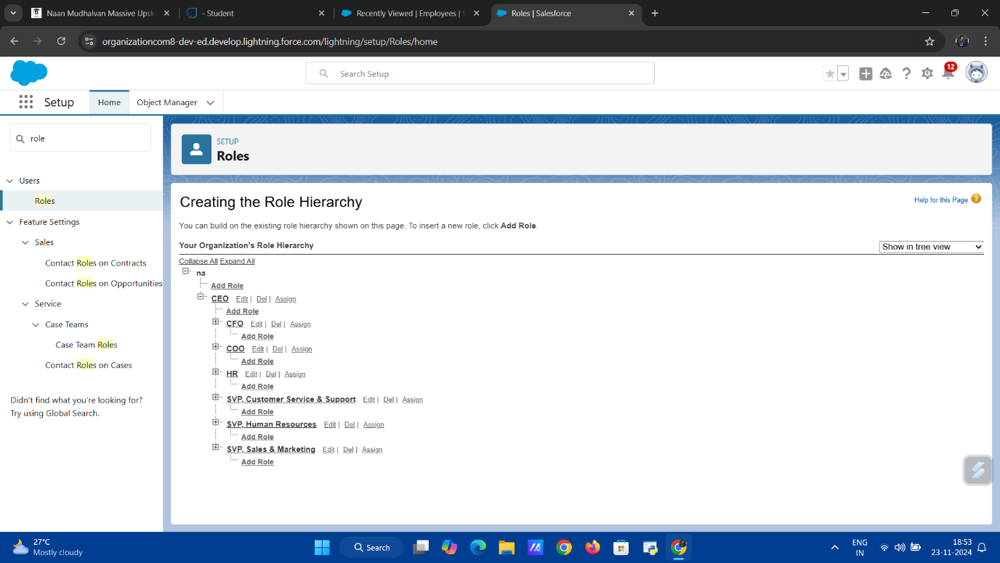 Naan Mudhalvan Massive Upsk
- Student
Recently Viewed | Employees | S
Roles | Salesforce
organizationcom8-dev-ed.develop.lightning.force.com/lightning/setup/Roles/home
Search Setup
12
Setup
Home
Object Manager
role
Users
Roles
Feature Settings
Sales
Contact Roles on Contracts
Contact Roles on Opportunities
Service
Case Teams
Case Team Roles
Contact Roles on Cases
Didn't find what you're looking for?
Try using Global Search.
SETUP
Roles
Creating the Role Hierarchy
Help for this Page ?
You can build on the existing role hierarchy shown on this page. To insert a new role, click Add Role.
Your Organization's Role Hierarchy
Show in tree view
Collapse All Expand All
na
Add Role
CEO Edit | Del | Assign
Add Role
CFO Edit | Del | Assign
Add Role
COO Edit | Del | Assign
Add Role
HR Edit | Del | Assign
Add Role
SVP, Customer Service & Support Edit | Del | Assign
Add Role
SVP, Human Resources Edit | Del | Assign
Add Role
SVP, Sales & Marketing Edit | Del | Assign
Add Role
27°C
Mostly cloudy
Search
ENG
IN
18:53
23-11-2024